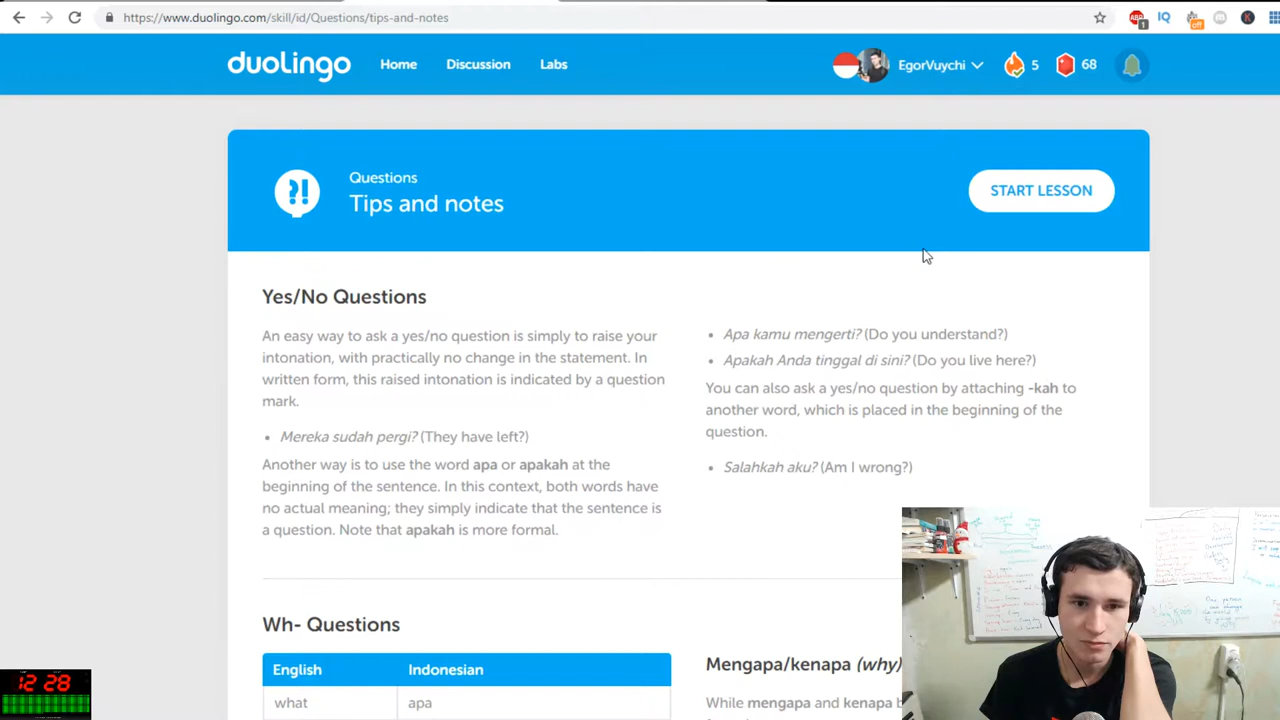 https://www.duolingo.com/skill/id/Questions/tips-and-notes
duolingo
Home
Discussion
Labs
EgorVuychi
5
68
Questions
Tips and notes
START LESSON
Yes/No Questions
An easy way to ask a yes/no question is simply to raise your
intonation, with practically no change in the statement. In
written form, this raised intonation is indicated by a question
mark.
• Mereka sudah pergi? (They have left?)
Another way is to use the word apa or apakah at the
beginning of the sentence. In this context, both words have
no actual meaning; they simply indicate that the sentence is
a question. Note that apakah is more formal.
• Apa kamu mengerti? (Do you understand?)
• Apakah Anda tinggal di sini? (Do you live here?)
You can also ask a yes/no question by attaching -kah to
another word, which is placed in the beginning of the
question.
• Salahkah aku? (Am I wrong?)
Wh- Questions
English Indonesian
what apa
Mengapa/kenapa (why)
While mengapa and kenapa
12 28